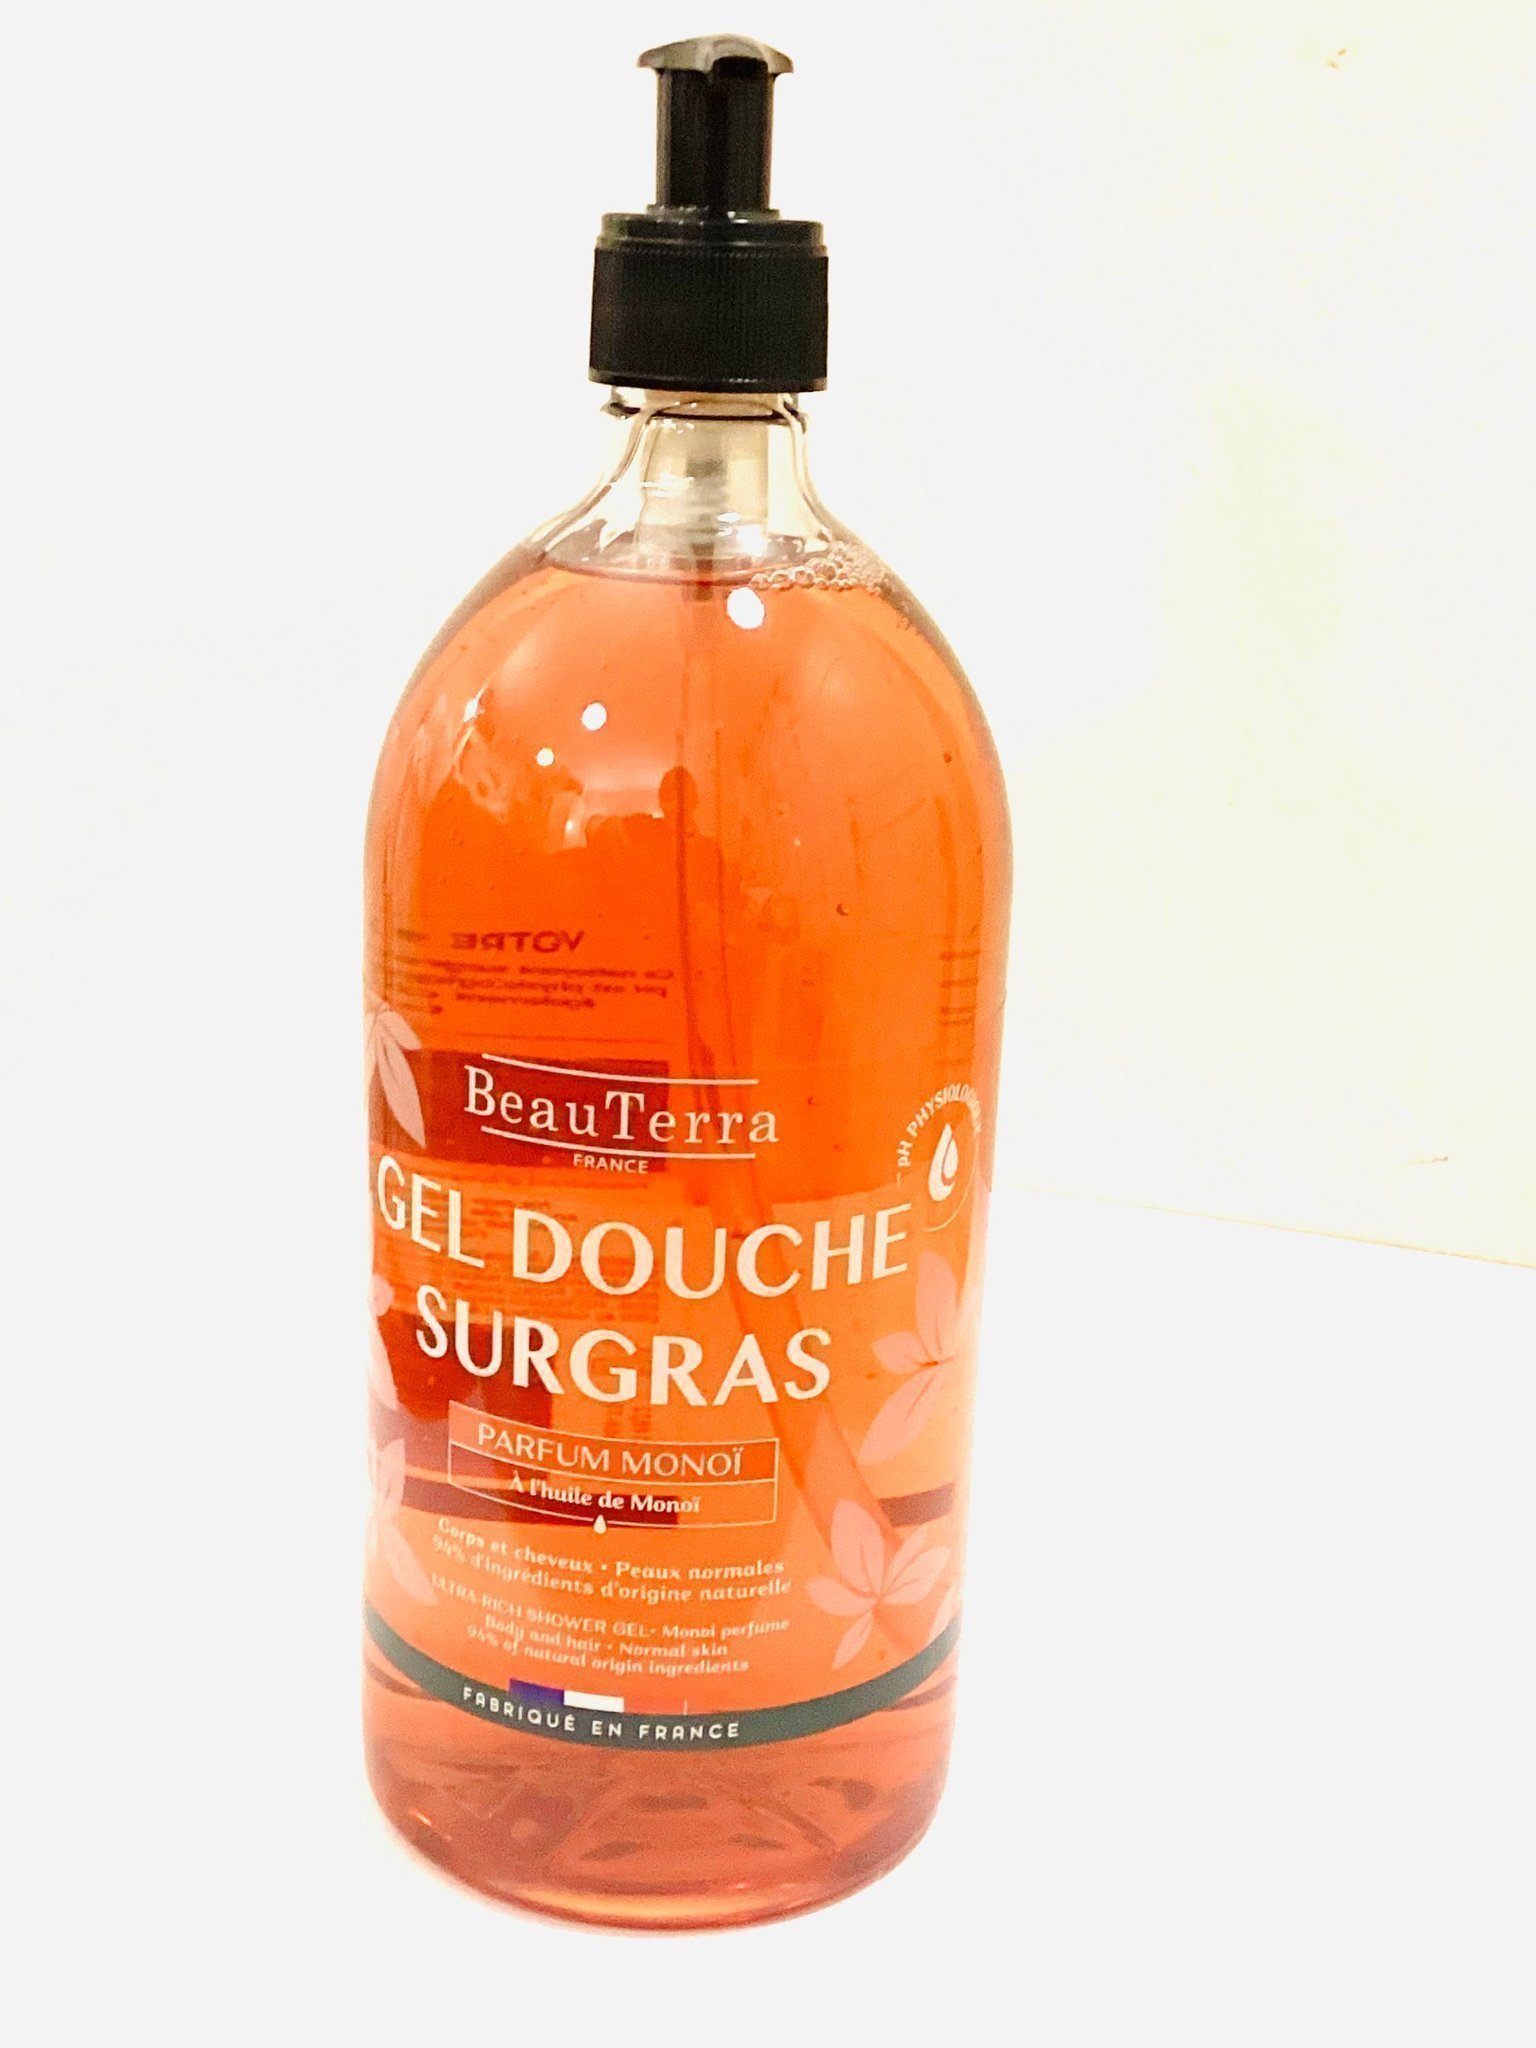 VOTRE
BeauTerra
FRANCE
pH PHYSIOLOGIQUE
GEL DOUCHE
SURGRAS
PARFUM MONOÏ
À l'huile de Monoï
Corps et cheveux • Peaux normales
94% d'ingrédients d'origine naturelle
ULTRA-RICH SHOWER GEL• Monoi perfume
Body and hair • Normal skin
94% of natural origin ingredients
FABRIQUÉ EN FRANCE